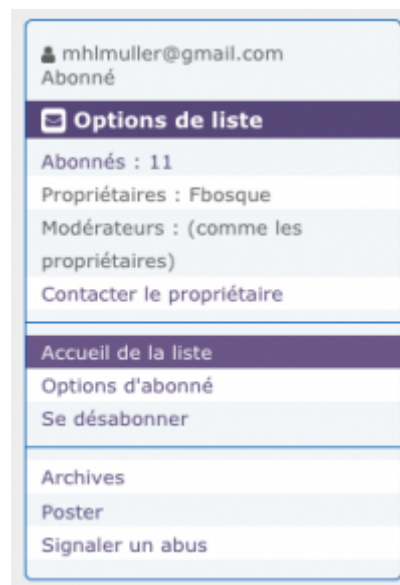 mhlmuller@gmail.com
Abonné
Options de liste
Abonnés : 11
Propriétaires : Fbosque
Modérateurs : (comme les
propriétaires)
Contacter le propriétaire
Accueil de la liste
Options d'abonné
Se désabonner
Archives
Poster
Signaler un abus